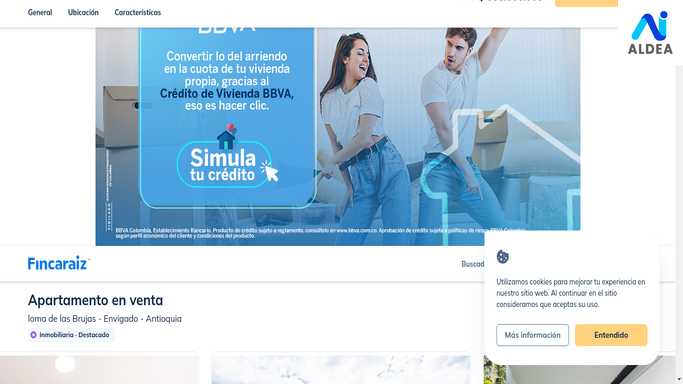 General Ubicación Características
BBVA
Convertir lo del arriendo
en la cuota de tu vivienda
propia, gracias al
Crédito de Vivienda BBVA,
eso es hacer clic.
Simula
tu crédito
BBVA Colombia, Establecimiento Bancario. Producto de crédito sujeto a reglamento, consúltelo en www.bbva.com.co. Aprobación de crédito sujeta a políticas de riesgo BBVA Colombia
según perfil económico del cliente y condiciones del producto.
ALDEA
Fincaraíz
Buscad
Apartamento en venta
loma de las Brujas - Envigado - Antioquia
Inmobiliaria - Destacado
Utilizamos cookies para mejorar tu experiencia en
nuestro sitio web. Al continuar en el sitio
consideramos que aceptas su uso.
Más información Entendido